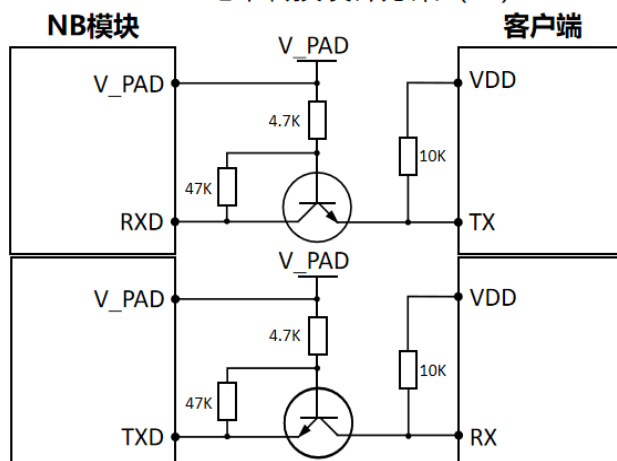 NB模块
客户端
V_PAD
V_PAD
VDD
4.7K
10K
47K
RXD
TX
V_PAD
V_PAD
VDD
4.7K
10K
47K
TXD
RX